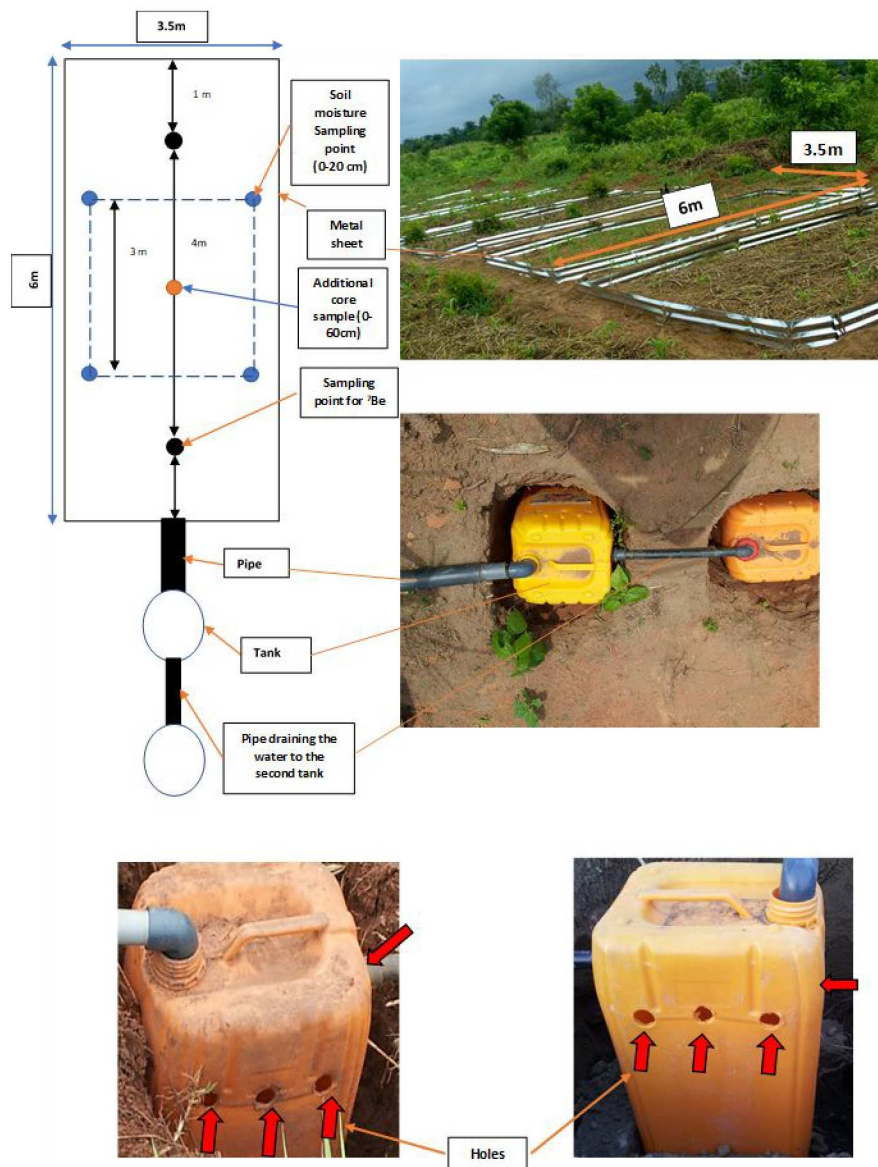 3.5m
1 m
Soil
moisture
Sampling
point
(0-20 cm)
3.5m
6m
Metal
sheet
3 m
4m
6m
Additional
core
sample (0-
60cm)
Sampling
point for ⁷Be
Pipe
Tank
Pipe draining the
water to the
second tank
Holes